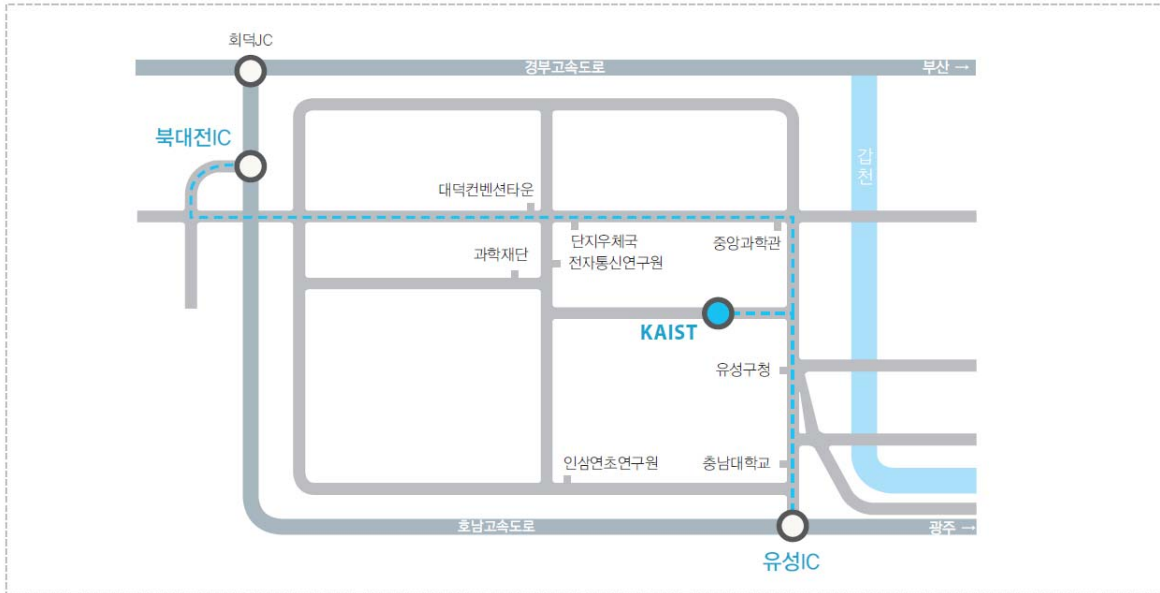 회덕JC
경부고속도로
부산 →
북대전IC
갑천
대덕컨벤션타운
단지우체국
중앙과학관
과학재단
전자통신연구원
KAIST
유성구청
인삼연초연구원
충남대학교
호남고속도로
광주 →
유성IC